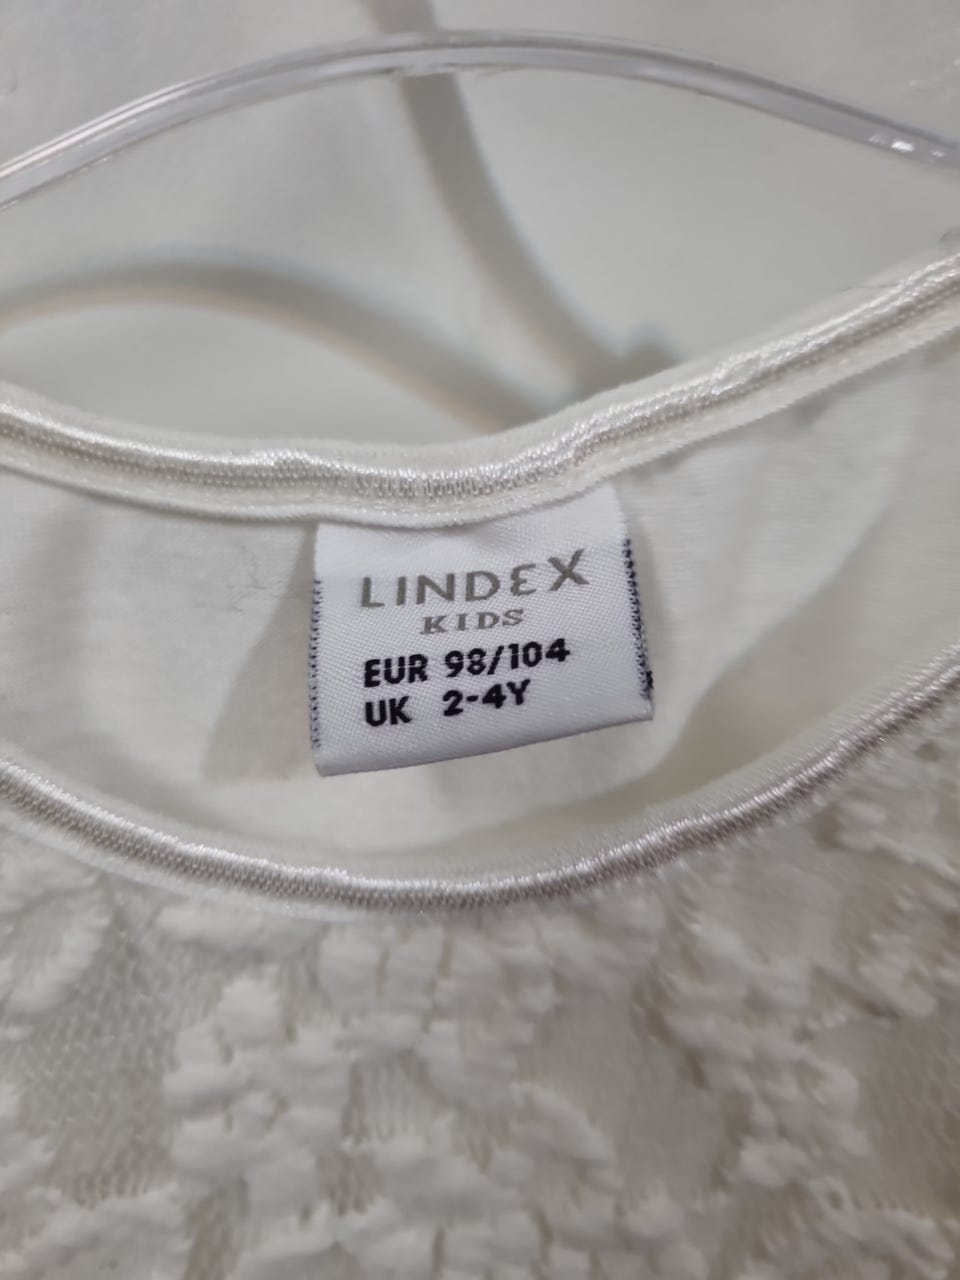 LINDEX
KIDS
EUR 98/104
UK 2-4Y